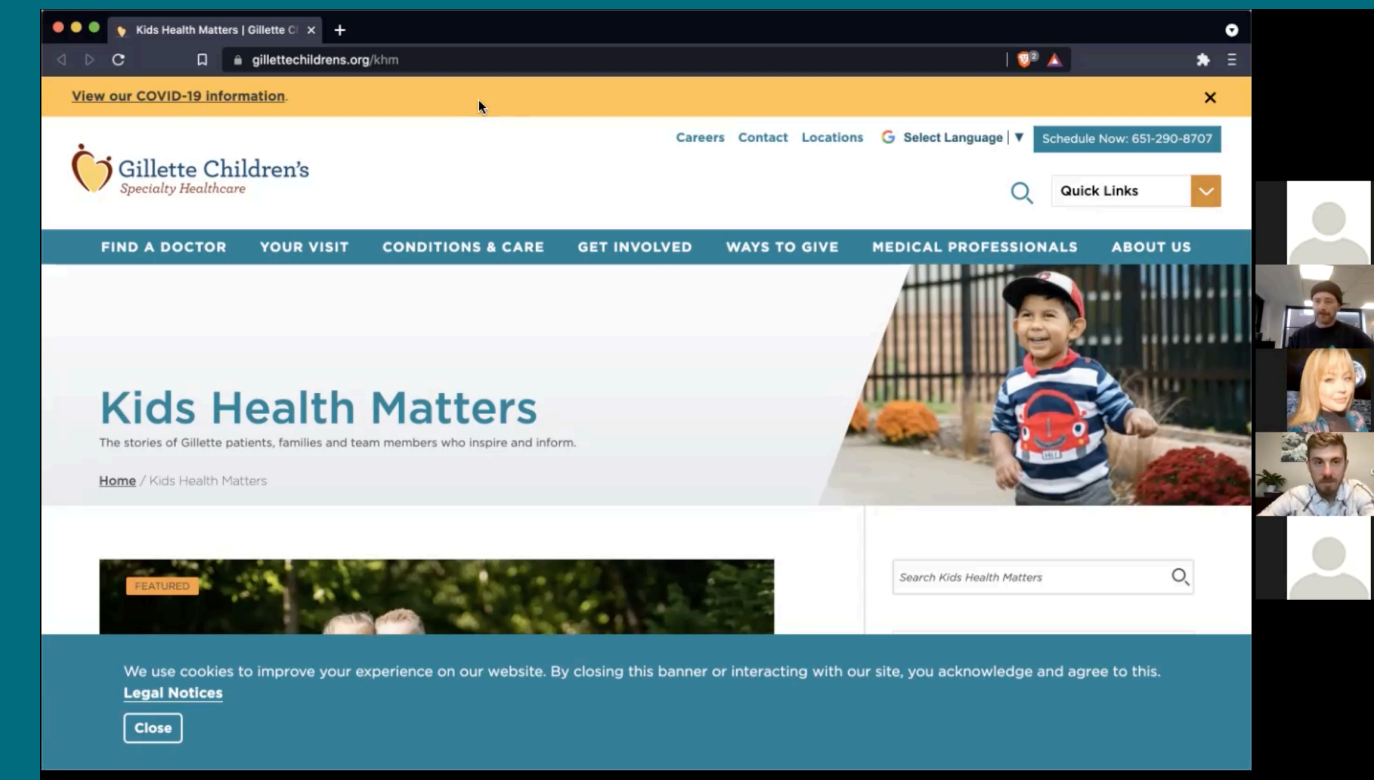 Kids Health Matters | Gillette C
gillettechildrens.org/khm
2
View our COVID-19 information.
Careers Contact Locations Select Language ▼ Schedule Now: 651-290-8707
Gillette Children's
Specialty Healthcare
Quick Links
FIND A DOCTOR YOUR VISIT CONDITIONS & CARE GET INVOLVED WAYS TO GIVE MEDICAL PROFESSIONALS ABOUT US
Kids Health Matters
The stories of Gillette patients, families and team members who inspire and inform.
Home / Kids Health Matters
FEATURED
Search Kids Health Matters
We use cookies to improve your experience on our website. By closing this banner or interacting with our site, you acknowledge and agree to this.
Legal Notices
Close